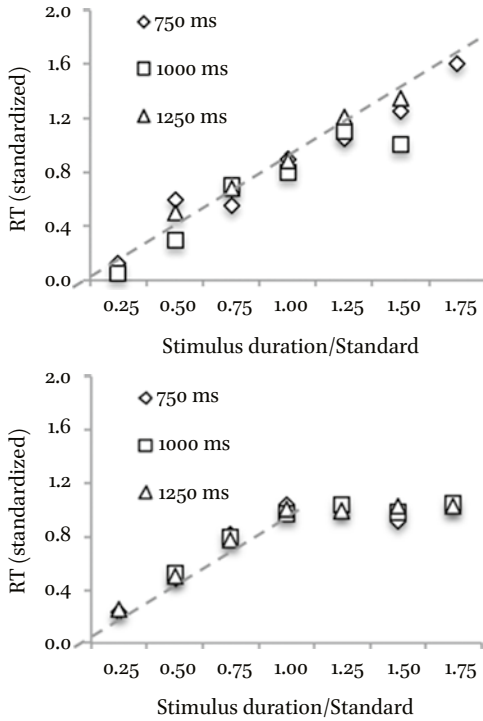 2.0
750 ms
1.6
1000 ms
1.2
1250 ms
0.8
0.4
0.0
RT (standardized)
0.25 0.50 0.75 1.00 1.25 1.50 1.75
Stimulus duration/Standard
2.0
750 ms
1.6
1000 ms
1.2
1250 ms
0.8
0.4
0.0
RT (standardized)
0.25 0.50 0.75 1.00 1.25 1.50 1.75
Stimulus duration/Standard